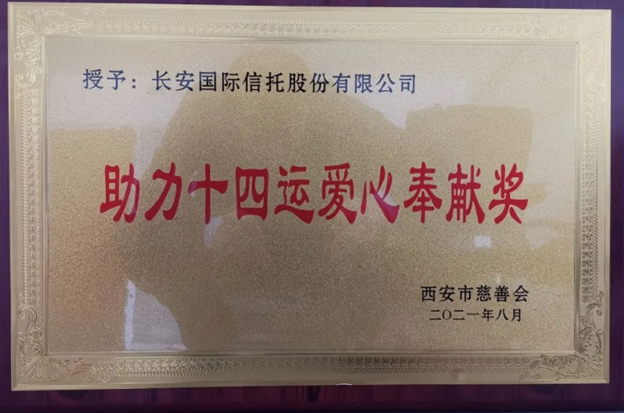 授予：长安国际信托股份有限公司
助力十四运爱心奉献奖
西安市慈善会
二〇二一年八月